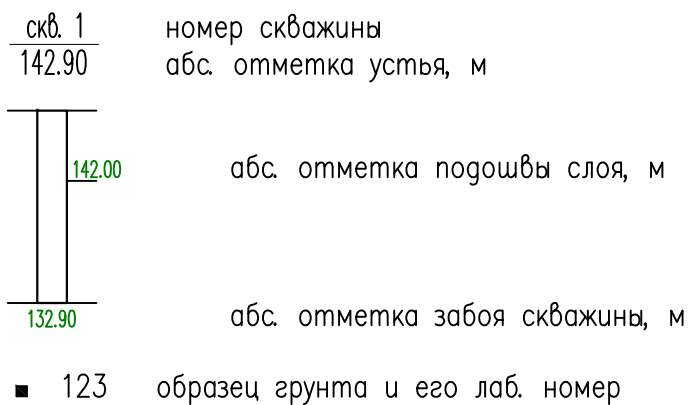 скв. 1 номер скважины
142.90 абс. отметка устья, м
142.00 абс. отметка подошвы слоя, м
132.90 абс. отметка забоя скважины, м
123 образец грунта и его лаб. номер